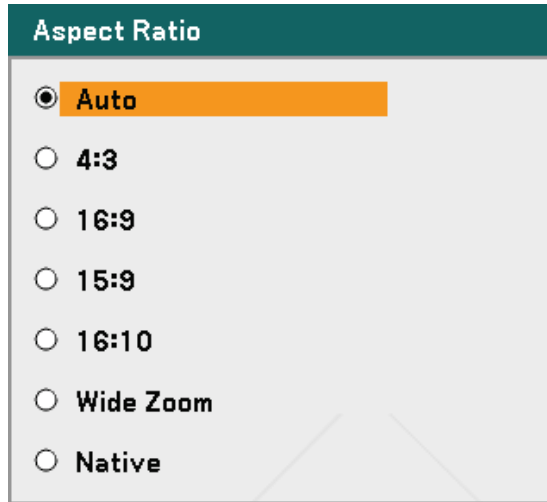 Aspect Ratio
Auto
4:3
16:9
15:9
16:10
Wide Zoom
Native